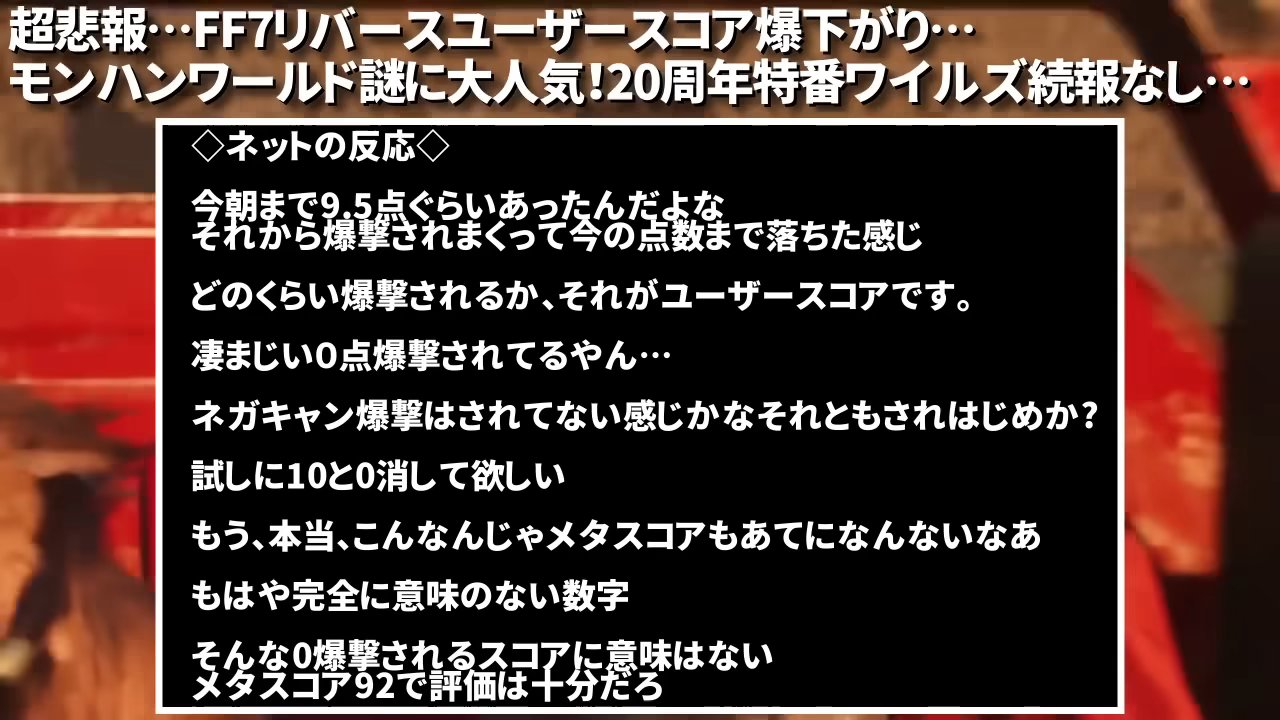 超悲報…FF7リバースユーザースコア爆下がり…
モンハンワールド謎に大人気！20周年特番ワイルズ続報なし…
◇ネットの反応◇
今朝まで9.5点ぐらいあったんだよな
それから爆撃されまくって今の点数まで落ちた感じ
どのくらい爆撃されるか、それがユーザースコアです。
凄まじい０点爆撃されてるやん…
ネガキャン爆撃はされてない感じかなそれともされはじめか?
試しに10と0消して欲しい
もう、本当、こんなんじゃメタスコアもあてになんないなあ
もはや完全に意味のない数字
そんな0爆撃されるスコアに意味はない
メタスコア92で評価は十分だろ